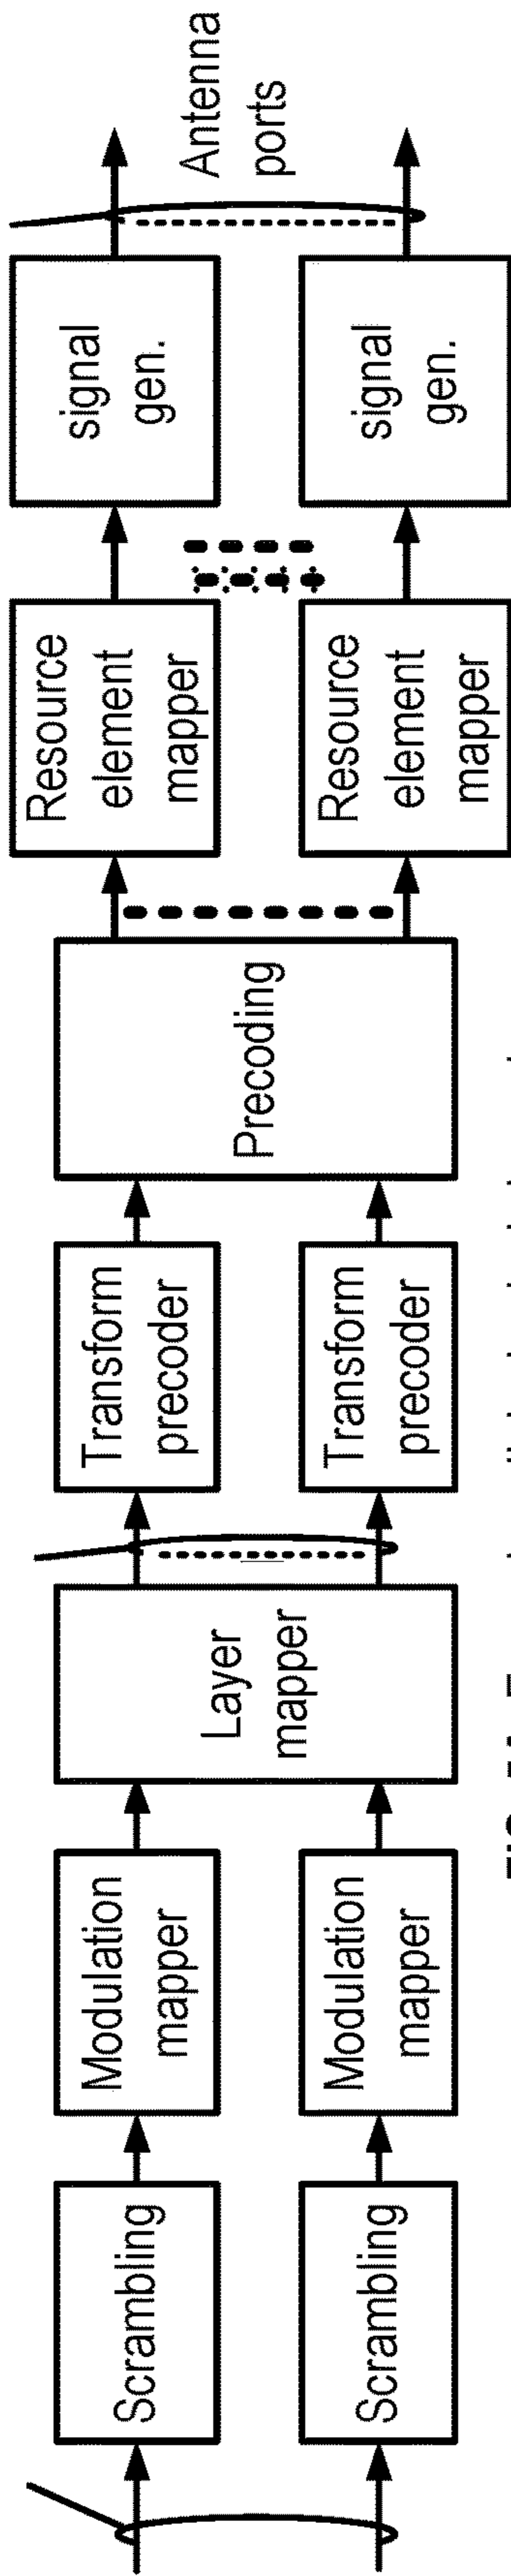 Scrambling
Modulation
mapper
Layer
mapper
Transform
precoder
Precoding
Resource
element
mapper
signal
gen.
Antenna
ports
Scrambling
Modulation
mapper
Transform
precoder
Resource
element
mapper
signal
gen.